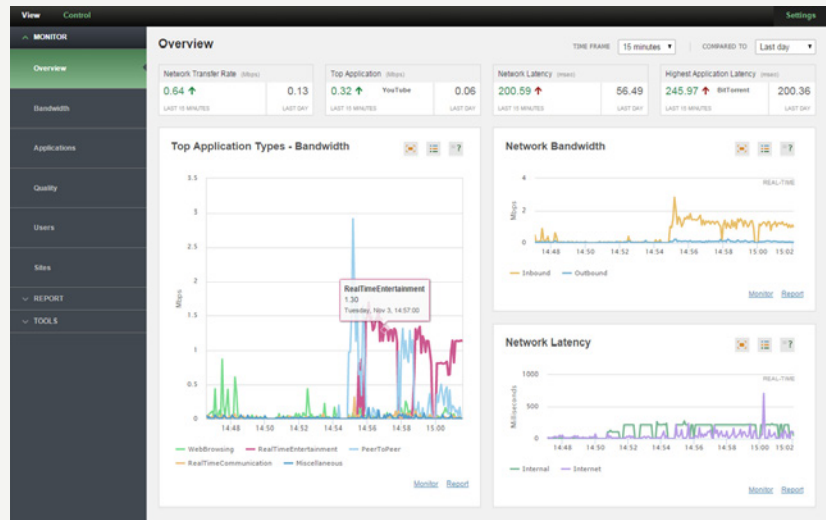 View Control Settings
MONITOR
Overview
Bandwidth
Applications
Quality
Users
Sites
REPORT
TOOLS
Overview
TIME FRAME 15 minutes COMPARED TO Last day
Network Transfer Rate (Mbps)
0.64 0.13
LAST 15 MINUTES LAST DAY
Top Application (Mbps)
0.32 YouTube 0.06
LAST 15 MINUTES LAST DAY
Network Latency (msec)
200.59 56.49
LAST 15 MINUTES LAST DAY
Highest Application Latency (msec)
245.97 BitTorrent 200.36
LAST 15 MINUTES LAST DAY
Top Application Types - Bandwidth ?
3.5
3
2.5
2
1.5
1
0.5
0
Mbps
RealTimeEntertainment
1.30
Tuesday, Nov 3, 14:57:00
14:48 14:50 14:52 14:54 14:56 14:58 15:00
WebBrowsing RealTimeEntertainment PeerToPeer
RealTimeCommunication Miscellaneous
Monitor Report
Network Bandwidth ?
REAL-TIME
4
2
0
Mbps
14:48 14:50 14:52 14:54 14:56 14:58 15:00 15:02
Inbound Outbound
Monitor Report
Network Latency ?
REAL-TIME
1000
500
0
Milliseconds
14:48 14:50 14:52 14:54 14:56 14:58 15:00 15:02
Internal Internet
Monitor Report